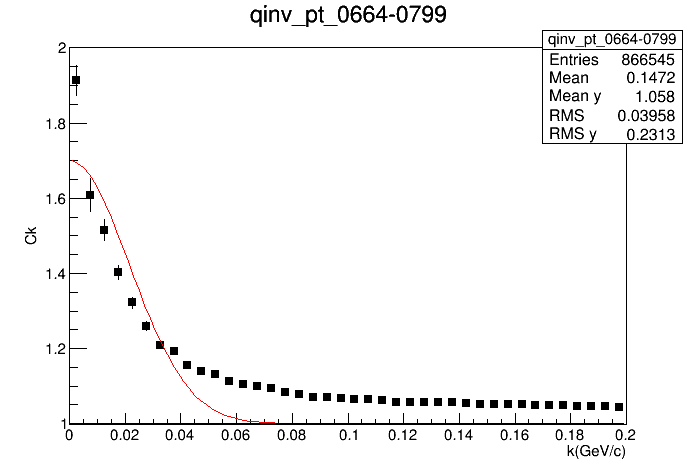 qinv_pt_0664-0799
qinv_pt_0664-0799
Entries 866545
Mean 0.1472
Mean y 1.058
RMS 0.03958
RMS y 0.2313
Ck
2
1.8
1.6
1.4
1.2
1
0 0.02 0.04 0.06 0.08 0.1 0.12 0.14 0.16 0.18 0.2
k(GeV/c)